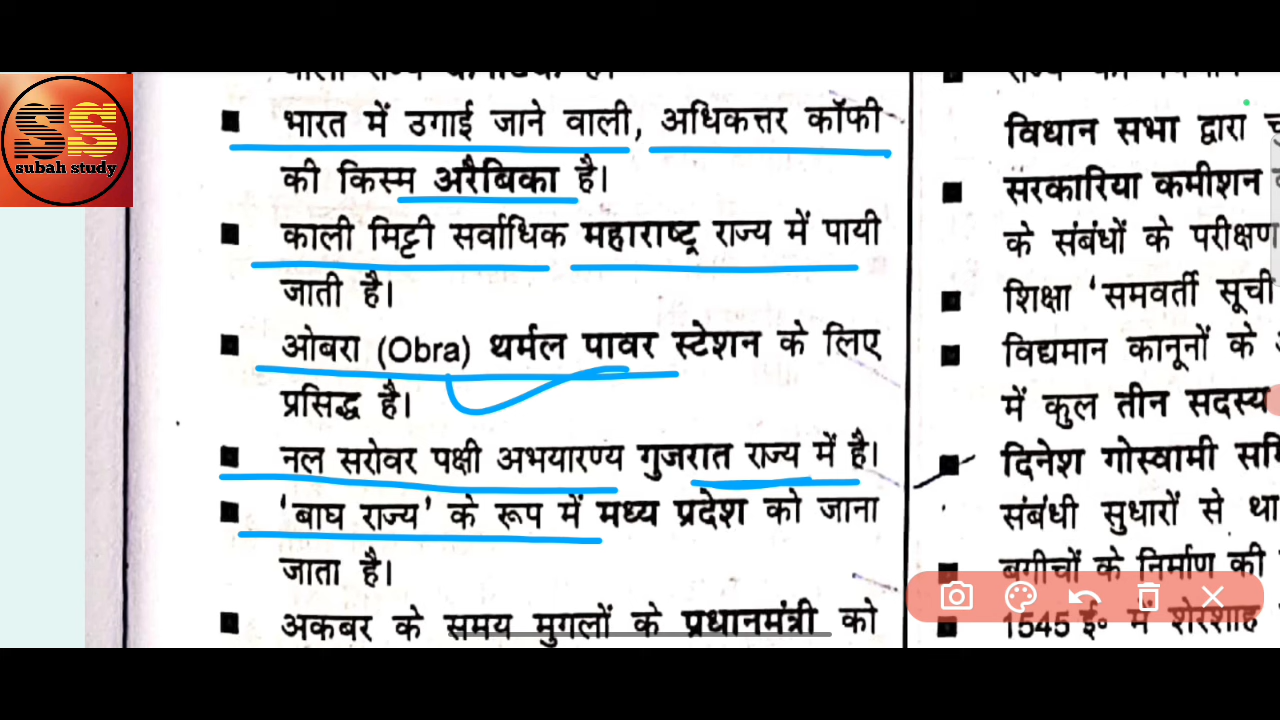 SS
subah study
भारत में उगाई जाने वाली, अधिकत्तर कॉफी
की किस्म अरैबिका है।
काली मिट्टी सर्वाधिक महाराष्ट्र राज्य में पायी
जाती है।
ओबरा (Obra) थर्मल पावर स्टेशन के लिए
प्रसिद्ध है।
नल सरोवर पक्षी अभयारण्य गुजरात राज्य में है।
'बाघ राज्य' के रूप में मध्य प्रदेश को जाना
जाता है।
अकबर के समय मुगलों के प्रधानमंत्री को
विधान सभा द्वारा
सरकारिया कमीशन
के संबंधों के परीक्षण
शिक्षा 'समवर्ती सूची
विद्यमान कानूनों के
में कुल तीन सदस्य
दिनेश गोस्वामी
संबंधी सुधारों से था
बगीचों के निर्माण की
1545 ई॰ में शेरशाह